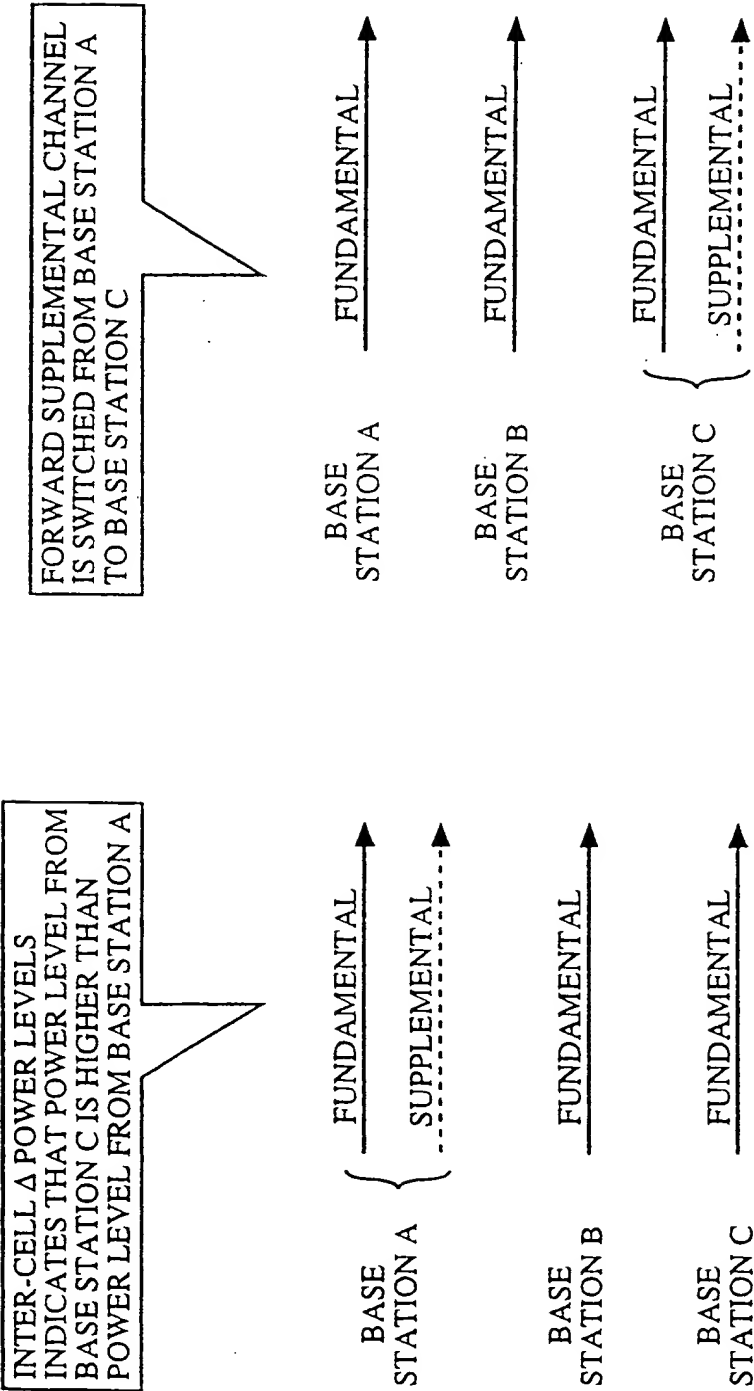 INTER-CELL Δ POWER LEVELS
INDICATES THAT POWER LEVEL FROM
BASE STATION C IS HIGHER THAN
POWER LEVEL FROM BASE STATION A
BASE
STATION A
FUNDAMENTAL
SUPPLEMENTAL
BASE
STATION B
FUNDAMENTAL
BASE
STATION C
FUNDAMENTAL
FORWARD SUPPLEMENTAL CHANNEL
IS SWITCHED FROM BASE STATION A
TO BASE STATION C
BASE
STATION A
FUNDAMENTAL
BASE
STATION B
FUNDAMENTAL
BASE
STATION C
FUNDAMENTAL
SUPPLEMENTAL